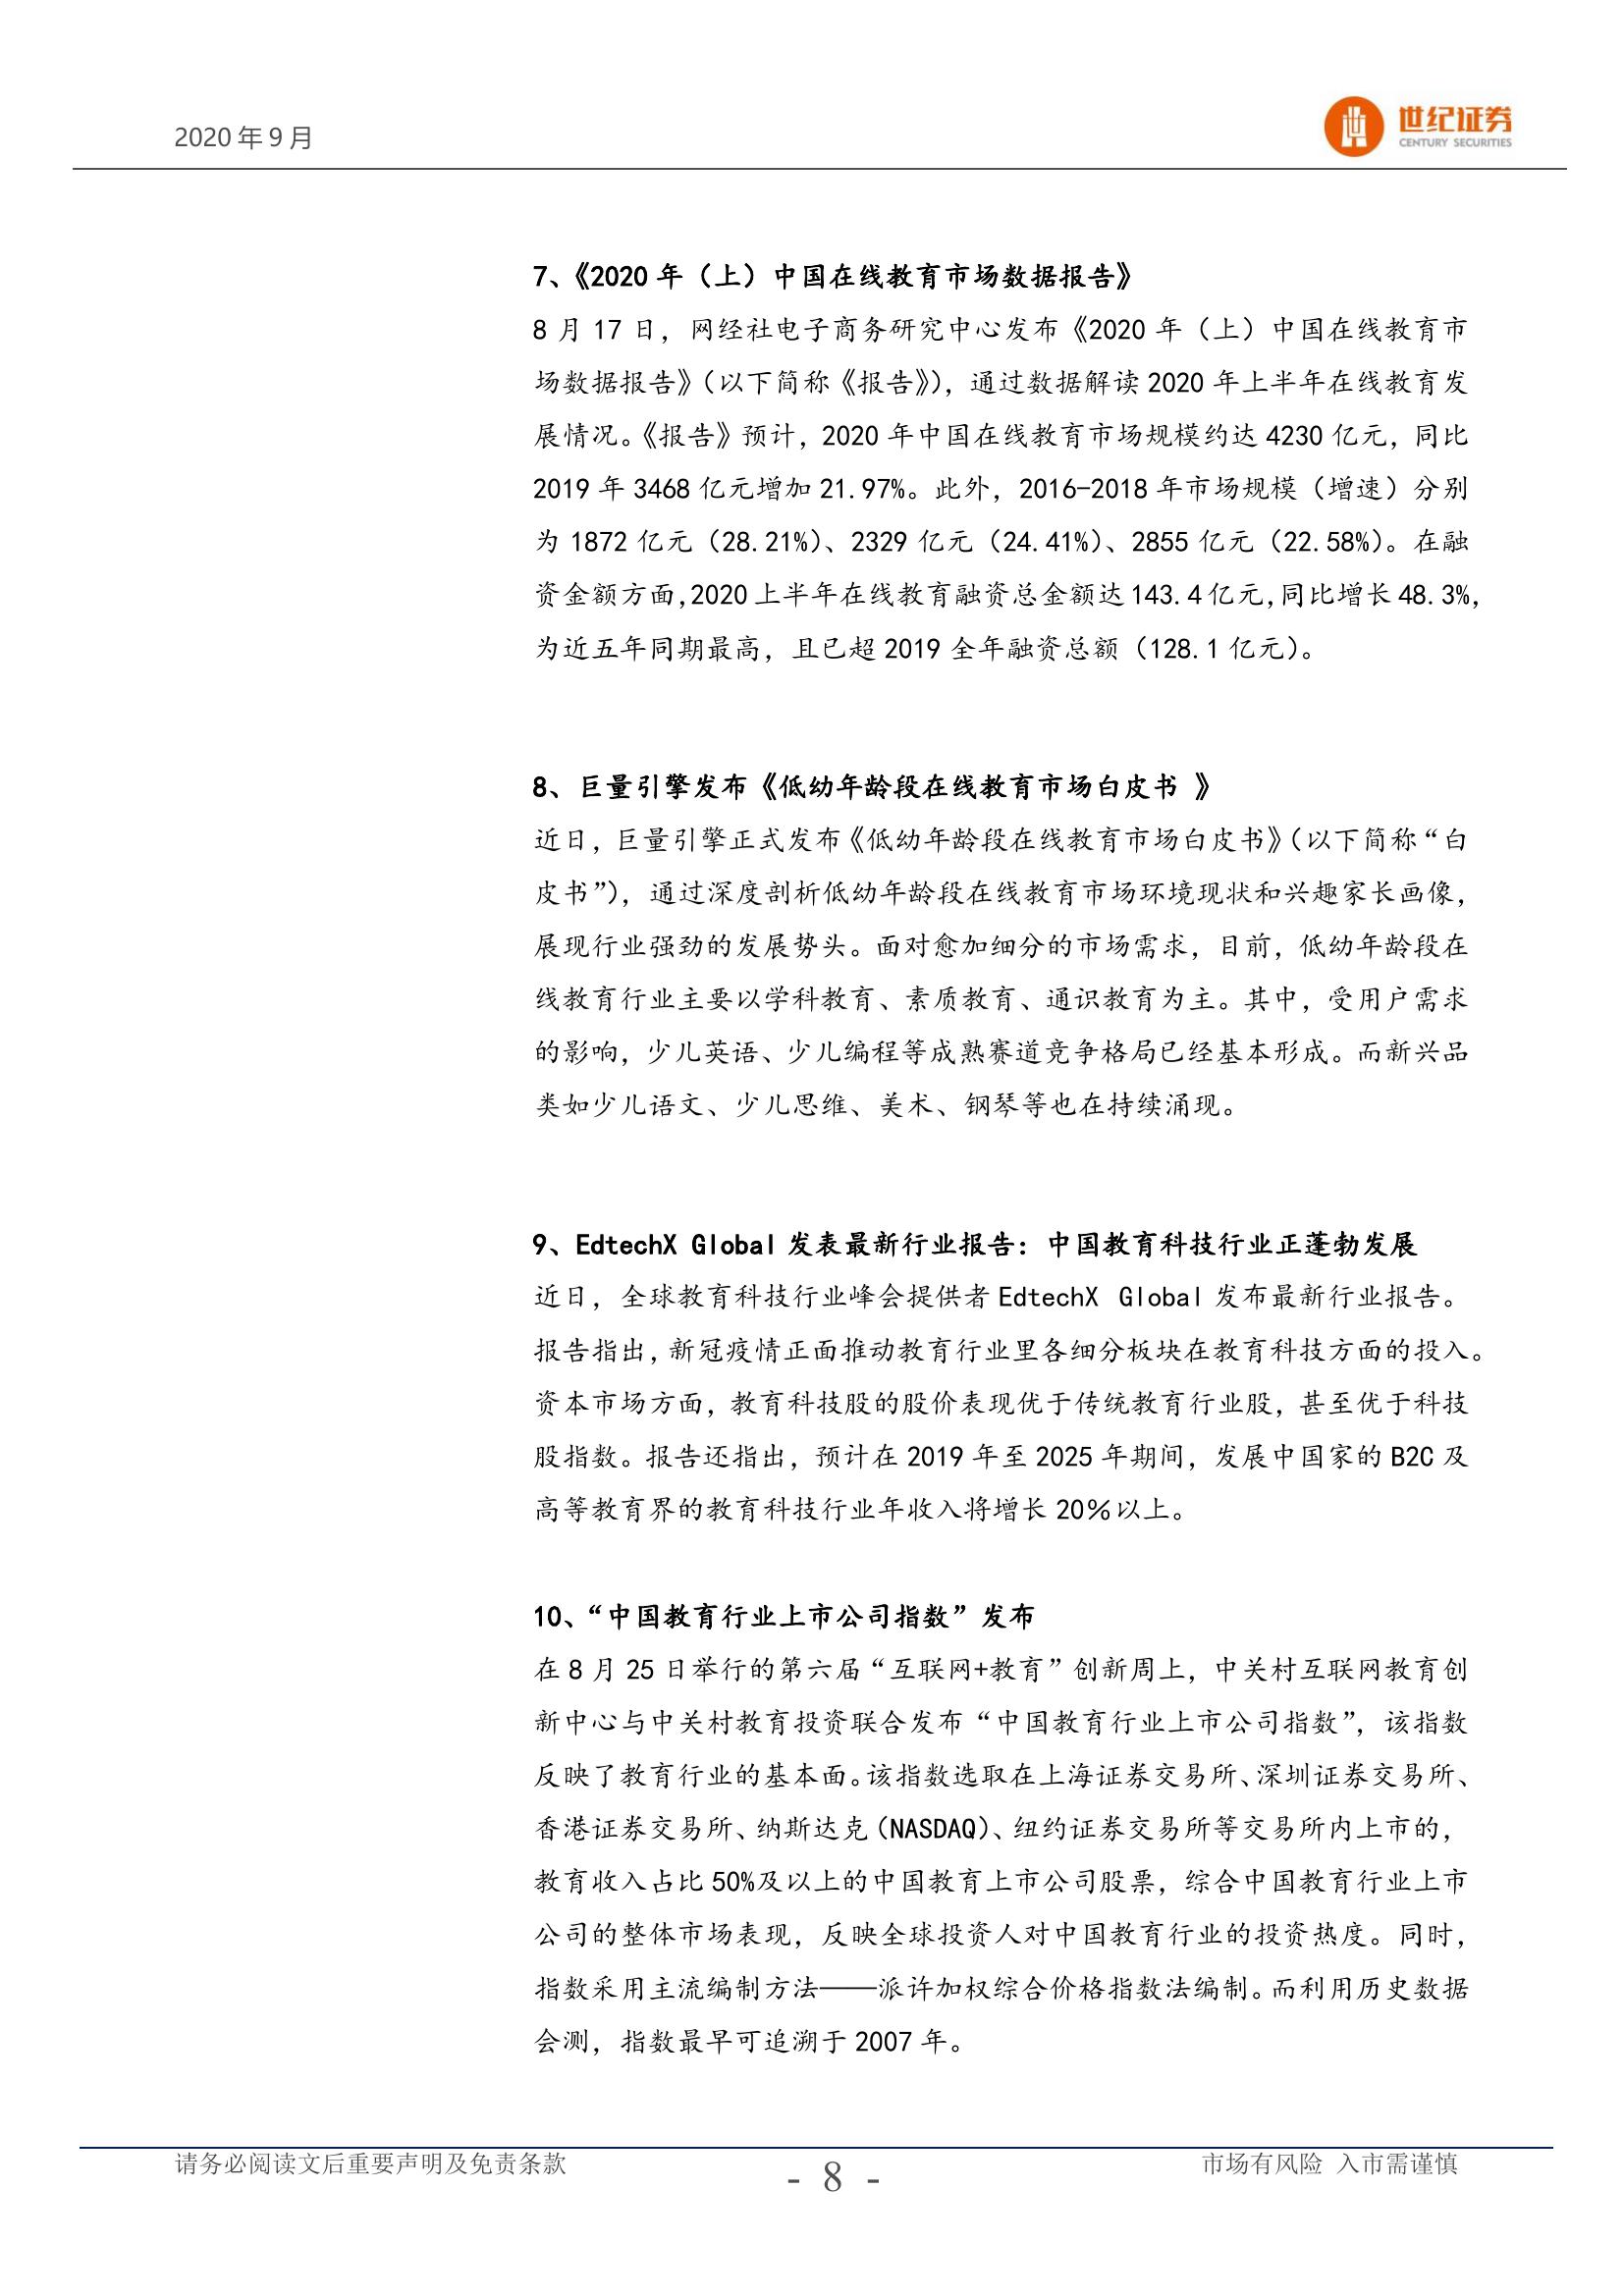 2020年9月
世纪证券
CENTURY SECURITIES
7、《2020 年（上）中国在线教育市场数据报告》
8 月 17 日，网经社电子商务研究中心发布《2020 年（上）中国在线教育市
场数据报告》（以下简称《报告》），通过数据解读 2020 年上半年在线教育发
展情况。《报告》预计，2020 年中国在线教育市场规模约达 4230 亿元，同比
2019 年 3468 亿元增加 21.97%。此外，2016-2018 年市场规模（增速）分别
为 1872 亿元（28.21%）、2329 亿元（24.41%）、2855 亿元（22.58%）。在融
资金额方面，2020 上半年在线教育融资总金额达 143.4 亿元，同比增长 48.3%，
为近五年同期最高，且已超 2019 全年融资总额（128.1 亿元）。
8、巨量引擎发布《低幼年龄段在线教育市场白皮书 》
近日，巨量引擎正式发布《低幼年龄段在线教育市场白皮书》（以下简称“白
皮书”），通过深度剖析低幼年龄段在线教育市场环境现状和兴趣家长画像，
展现行业强劲的发展势头。面对愈加细分的市场需求，目前，低幼年龄段在
线教育行业主要以学科教育、素质教育、通识教育为主。其中，受用户需求
的影响，少儿英语、少儿编程等成熟赛道竞争格局已经基本形成。而新兴品
类如少儿语文、少儿思维、美术、钢琴等也在持续涌现。
9、EdtechX Global 发表最新行业报告：中国教育科技行业正蓬勃发展
近日，全球教育科技行业峰会提供者 EdtechX Global 发布最新行业报告。
报告指出，新冠疫情正面推动教育行业里各细分板块在教育科技方面的投入。
资本市场方面，教育科技股的股价表现优于传统教育行业股，甚至优于科技
股指数。报告还指出，预计在 2019 年至 2025 年期间，发展中国家的 B2C 及
高等教育界的教育科技行业年收入将增长 20％以上。
10、“中国教育行业上市公司指数”发布
在 8 月 25 日举行的第六届“互联网+教育”创新周上，中关村互联网教育创
新中心与中关村教育投资联合发布“中国教育行业上市公司指数”，该指数
反映了教育行业的基本面。该指数选取在上海证券交易所、深圳证券交易所、
香港证券交易所、纳斯达克（NASDAQ）、纽约证券交易所等交易所内上市的，
教育收入占比 50%及以上的中国教育上市公司股票，综合中国教育行业上市
公司的整体市场表现，反映全球投资人对中国教育行业的投资热度。同时，
指数采用主流编制方法——派许加权综合价格指数法编制。而利用历史数据
会测，指数最早可追溯于 2007 年。
请务必阅读文后重要声明及免责条款
- 8 -
市场有风险 入市需谨慎